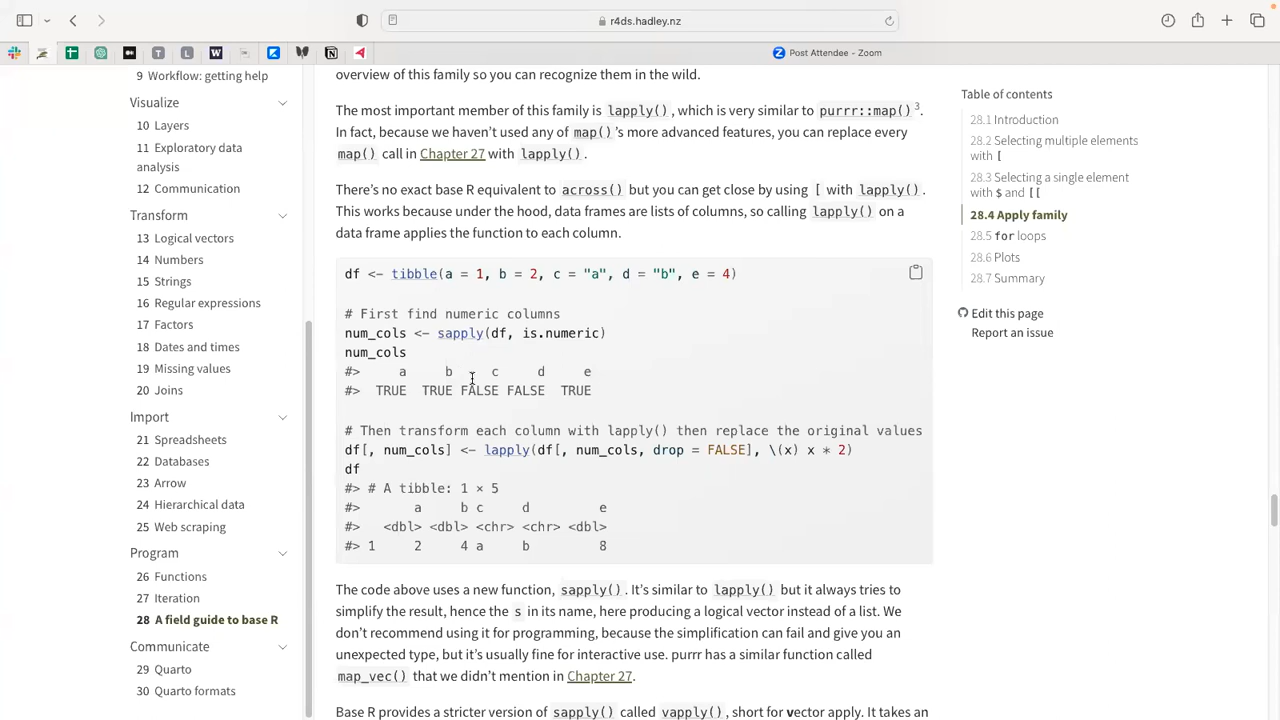 r4ds.hadley.nz
Post Attendee - Zoom
9 Workflow: getting help
Visualize
10 Layers
11 Exploratory data
analysis
12 Communication
Transform
13 Logical vectors
14 Numbers
15 Strings
16 Regular expressions
17 Factors
18 Dates and times
19 Missing values
20 Joins
Import
21 Spreadsheets
22 Databases
23 Arrow
24 Hierarchical data
25 Web scraping
Program
26 Functions
27 Iteration
28 A field guide to base R
Communicate
29 Quarto
30 Quarto formats
overview of this family so you can recognize them in the wild.
The most important member of this family is lapply(), which is very similar to purrr::map()3.
In fact, because we haven't used any of map()'s more advanced features, you can replace every
map() call in Chapter 27 with lapply().
There's no exact base R equivalent to across() but you can get close by using [ with lapply().
This works because under the hood, data frames are lists of columns, so calling lapply() on a
data frame applies the function to each column.
df <- tibble(a = 1, b = 2, c = "a", d = "b", e = 4)
# First find numeric columns
num_cols <- sapply(df, is.numeric)
num_cols
#>     a     b     c     d     e
#>  TRUE  TRUE FALSE FALSE  TRUE
# Then transform each column with lapply() then replace the original values
df[, num_cols] <- lapply(df[, num_cols, drop = FALSE], \(x) x * 2)
df
#> # A tibble: 1 × 5
#>       a     b c     d         e
#>   <dbl> <dbl> <chr> <chr> <dbl>
#> 1     2     4 a     b         8
The code above uses a new function, sapply(). It's similar to lapply() but it always tries to
simplify the result, hence the s in its name, here producing a logical vector instead of a list. We
don't recommend using it for programming, because the simplification can fail and give you an
unexpected type, but it's usually fine for interactive use. purrr has a similar function called
map_vec() that we didn't mention in Chapter 27.
Base R provides a stricter version of sapply() called vapply(), short for vector apply. It takes an
Table of contents
28.1 Introduction
28.2 Selecting multiple elements
with [
28.3 Selecting a single element
with $ and [[
28.4 Apply family
28.5 for loops
28.6 Plots
28.7 Summary
Edit this page
Report an issue